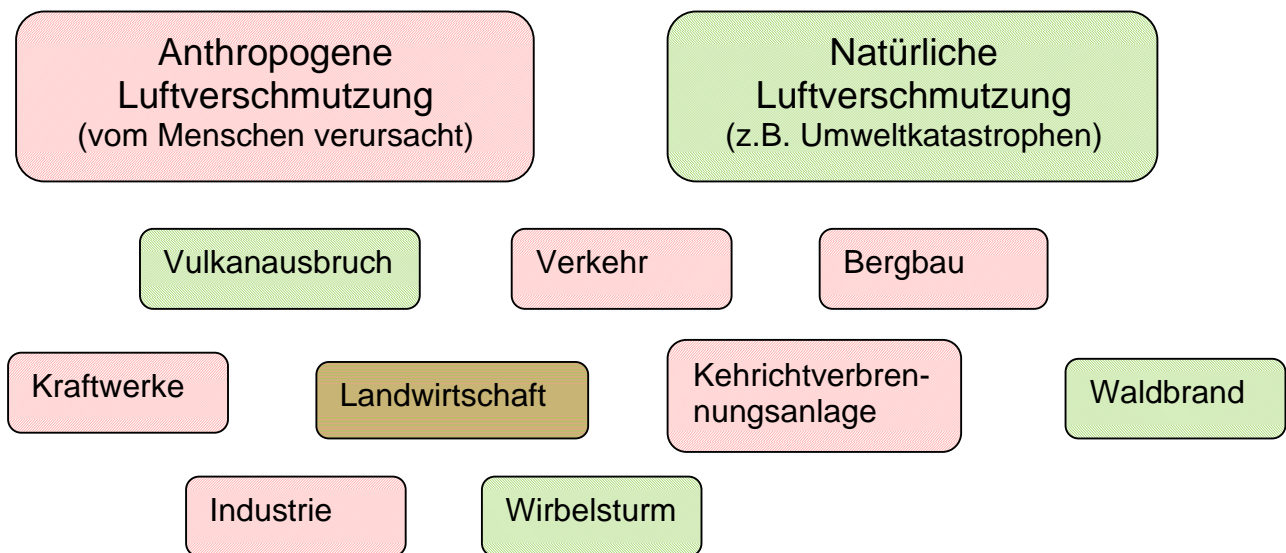 Anthropogene
Luftverschmutzung
(vom Menschen verursacht)
Natürliche
Luftverschmutzung
(z.B. Umweltkatastrophen)
Vulkanausbruch
Verkehr
Bergbau
Kraftwerke
Landwirtschaft
Kehrichtverbren-
nungsanlage
Waldbrand
Industrie
Wirbelsturm